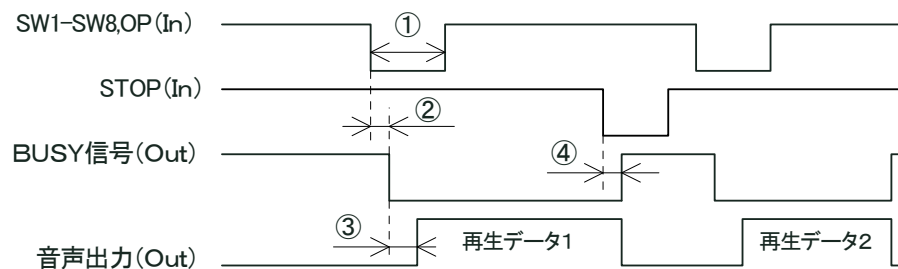 SW1-SW8,OP(In)
①
STOP(In)
②
BUSY信号(Out)
④
③
音声出力(Out)
再生データ1
再生データ2